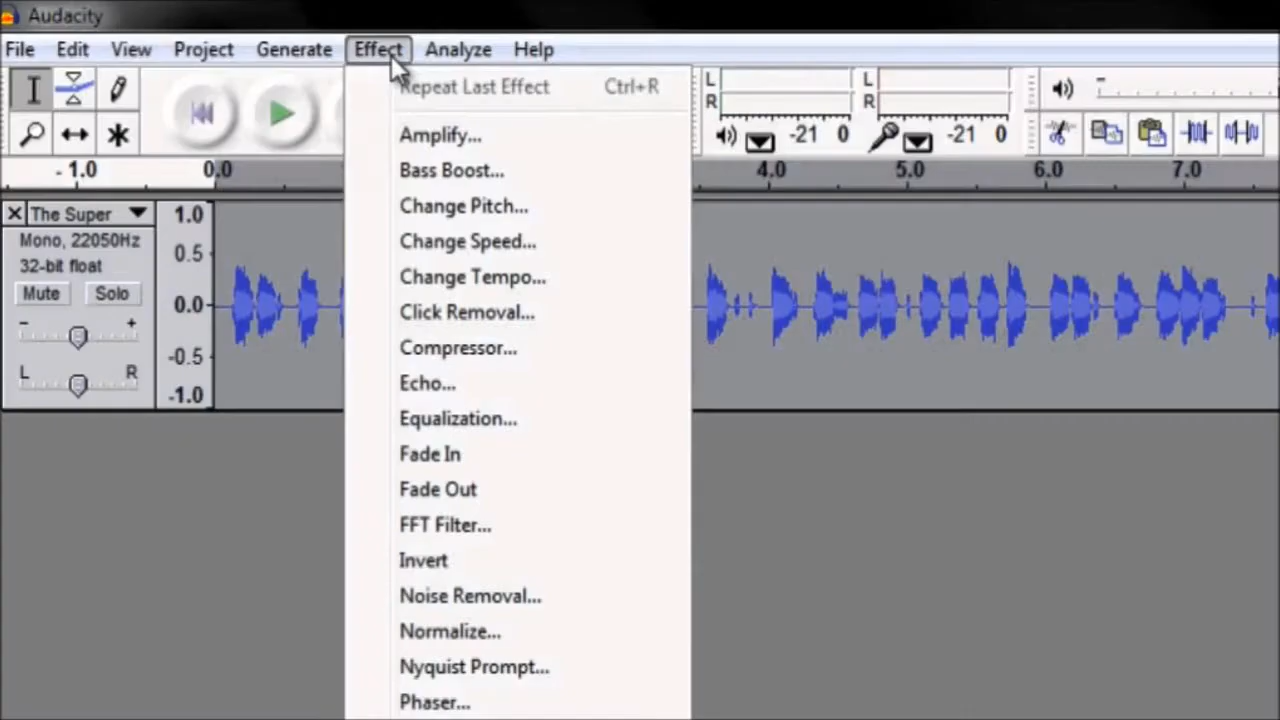 Audacity
File Edit View Project Generate Effect Analyze Help
Repeat Last Effect Ctrl+R
L
R
-21 0
L
R
-21 0
- 1.0 0.0 4.0 5.0 6.0 7.0
The Super
Mono, 22050Hz
32-bit float
Mute Solo
- +
L R
1.0
0.5
0.0
-0.5
-1.0
Amplify...
Bass Boost...
Change Pitch...
Change Speed...
Change Tempo...
Click Removal...
Compressor...
Echo...
Equalization...
Fade In
Fade Out
FFT Filter...
Invert
Noise Removal...
Normalize...
Nyquist Prompt...
Phaser...